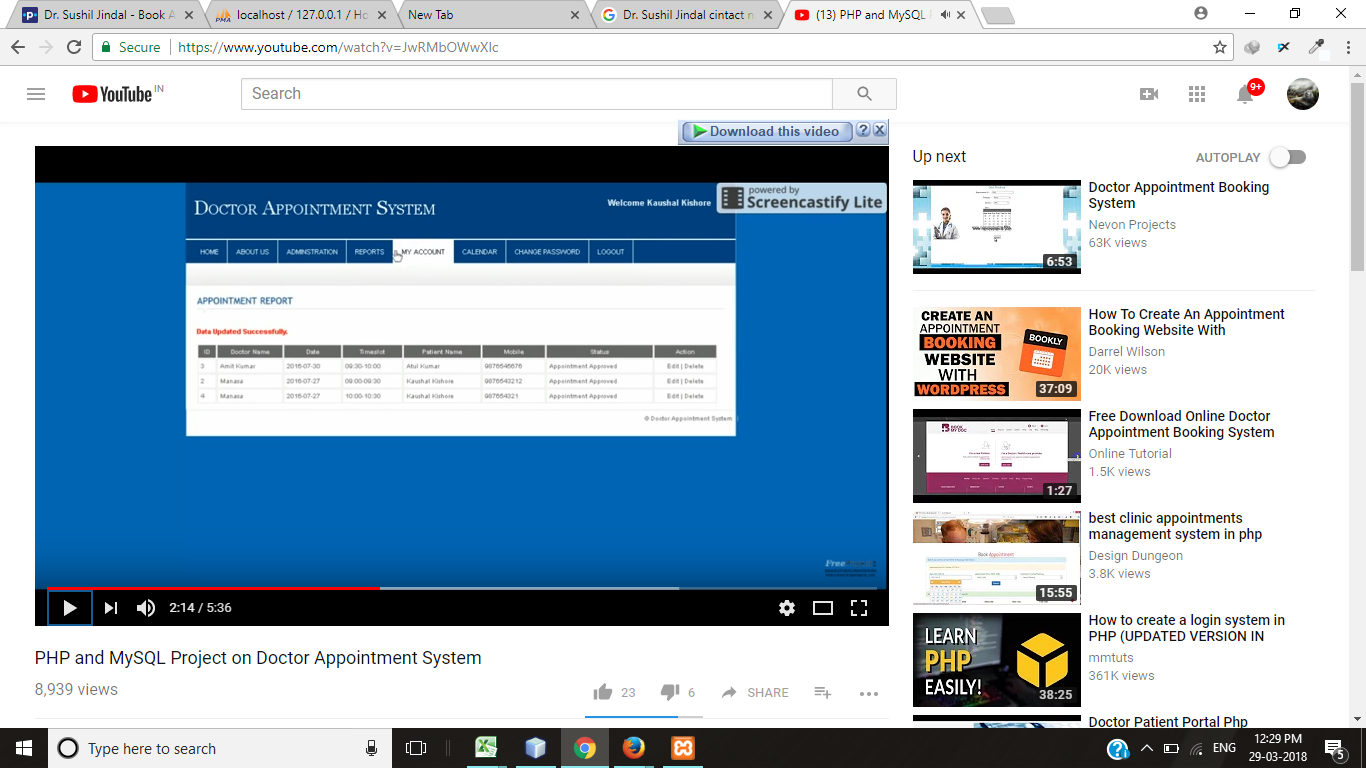 Dr. Sushil Jindal - Book A
localhost / 127.0.0.1 / Ho
New Tab
Dr. Sushil Jindal cintact n
(13) PHP and MySQL P
Secure
https://www.youtube.com/watch?v=JwRMbOWwXIc
YouTube IN
Search
9+
Download this video
?
X
powered by
Screencastify Lite
DOCTOR APPOINTMENT SYSTEM
Welcome Kaushal Kishore
HOME ABOUT US ADMINSTRATION REPORTS MY ACCOUNT CALENDAR CHANGE PASSWORD LOGOUT
APPOINTMENT REPORT
Data Updated Successfully.
ID Doctor Name Date Timeslot Patient Name Mobile Status Action
3 Amit Kumar 2016-07-30 09:30-10:00 Atul Kumar 9876545676 Appointment Approved Edit | Delete
2 Manasa 2016-07-27 09:00-09:30 Kaushal Kishore 9876543212 Appointment Approved Edit | Delete
4 Manasa 2016-07-27 10:00-10:30 Kaushal Kishore 987654321 Appointment Approved Edit | Delete
© Doctor Appointment System
2:14 / 5:36
PHP and MySQL Project on Doctor Appointment System
8,939 views
23
6
SHARE
Up next
AUTOPLAY
6:53
Doctor Appointment Booking
System
Nevon Projects
63K views
CREATE AN
APPOINTMENT
BOOKING
WEBSITE
WITH
WORDPRESS
BOOKLY
37:09
How To Create An Appointment
Booking Website With
Darrel Wilson
20K views
1:27
Free Download Online Doctor
Appointment Booking System
Online Tutorial
1.5K views
Book Appointment
15:55
best clinic appointments
management system in php
Design Dungeon
3.8K views
LEARN
PHP
EASILY!
38:25
How to create a login system in
PHP (UPDATED VERSION IN
mmtuts
361K views
Doctor Patient Portal Php
Type here to search
ENG
12:29 PM
29-03-2018
5